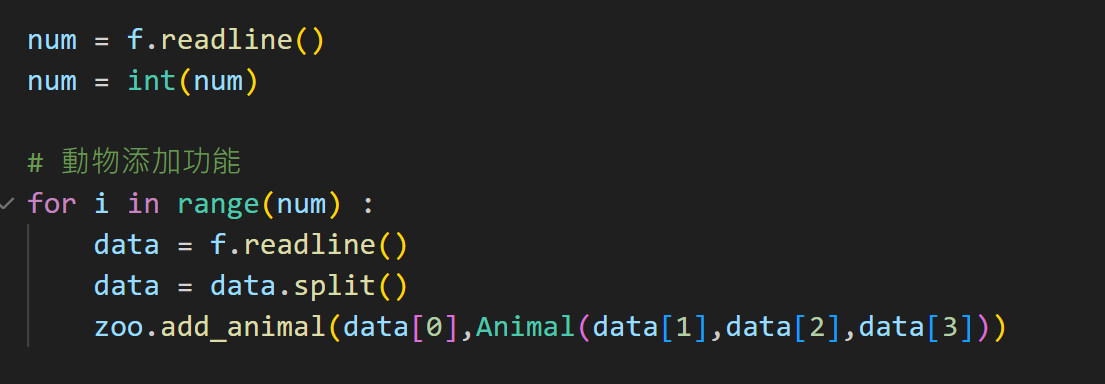 num = f.readline()
num = int(num)
# 動物添加功能
for i in range(num) :
    data = f.readline()
    data = data.split()
    zoo.add_animal(data[0],Animal(data[1],data[2],data[3]))